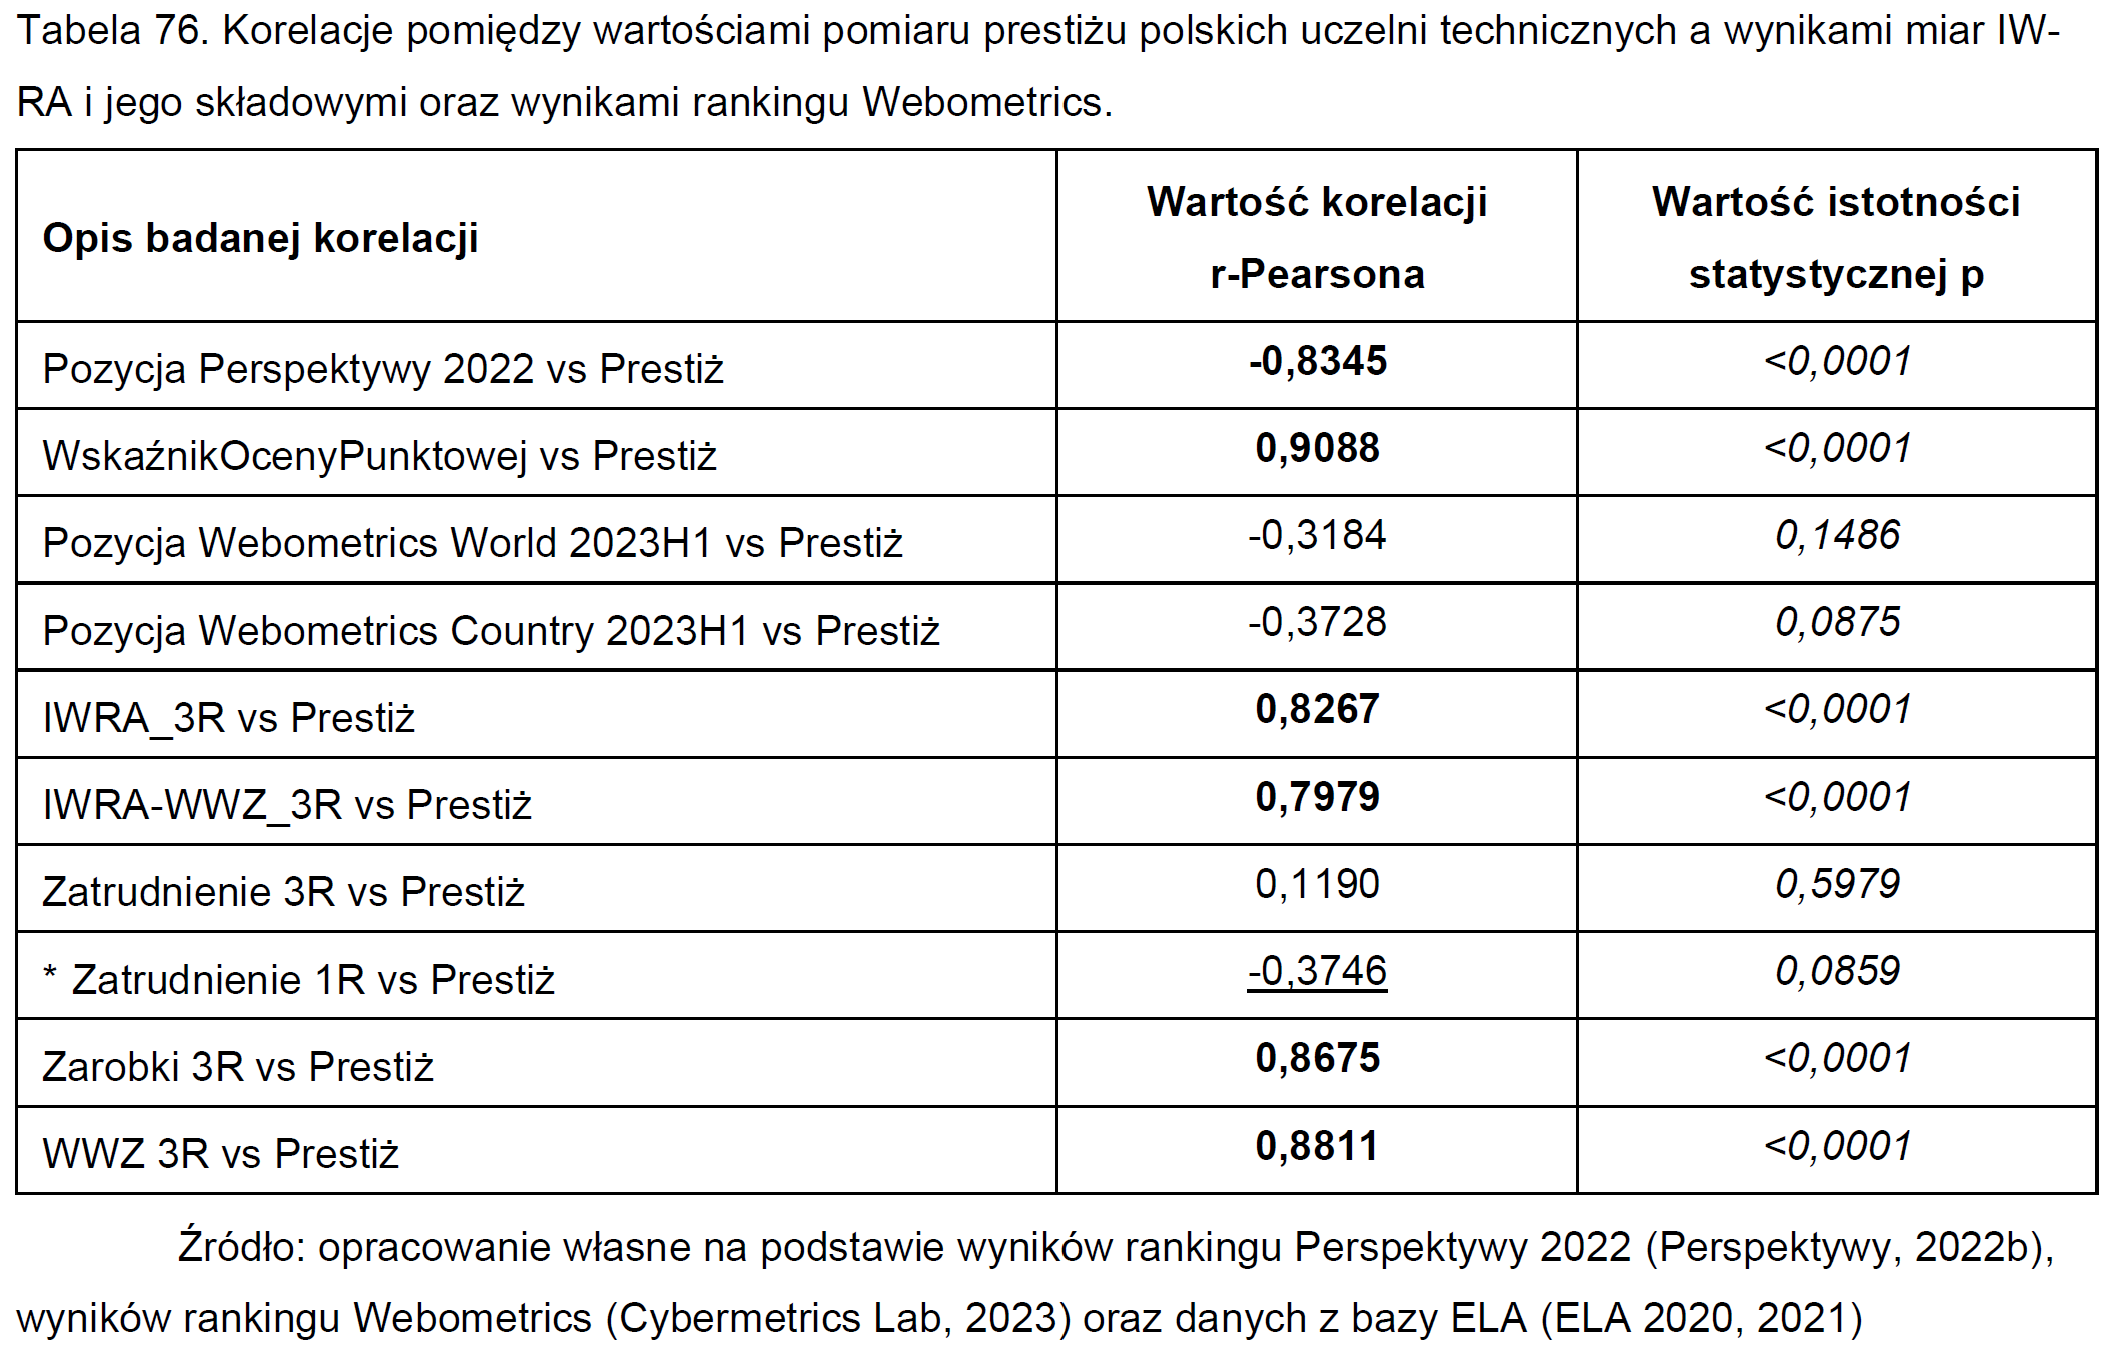 Tabela 76. Korelacje pomiędzy wartościami pomiaru prestiżu polskich uczelni technicznych a wynikami miar IW-
RA i jego składowymi oraz wynikami rankingu Webometrics.
Opis badanej korelacji Wartość korelacji r-Pearsona Wartość istotności statystycznej p
Pozycja Perspektywy 2022 vs Prestiż -0,8345 <0,0001
WskaźnikOcenyPunktowej vs Prestiż 0,9088 <0,0001
Pozycja Webometrics World 2023H1 vs Prestiż -0,3184 0,1486
Pozycja Webometrics Country 2023H1 vs Prestiż -0,3728 0,0875
IWRA_3R vs Prestiż 0,8267 <0,0001
IWRA-WWZ_3R vs Prestiż 0,7979 <0,0001
Zatrudnienie 3R vs Prestiż 0,1190 0,5979
* Zatrudnienie 1R vs Prestiż -0,3746 0,0859
Zarobki 3R vs Prestiż 0,8675 <0,0001
WWZ 3R vs Prestiż 0,8811 <0,0001
Źródło: opracowanie własne na podstawie wyników rankingu Perspektywy 2022 (Perspektywy, 2022b),
wyników rankingu Webometrics (Cybermetrics Lab, 2023) oraz danych z bazy ELA (ELA 2020, 2021)